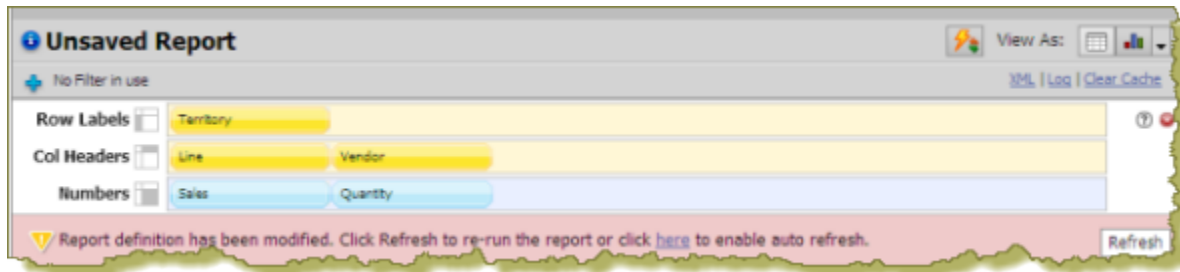 Unsaved Report
View As:
No Filter in use
XML | Log | Clear Cache
Row Labels Territory
Col Headers Line Vendor
Numbers Sales Quantity
Report definition has been modified. Click Refresh to re-run the report or click here to enable auto refresh.
Refresh